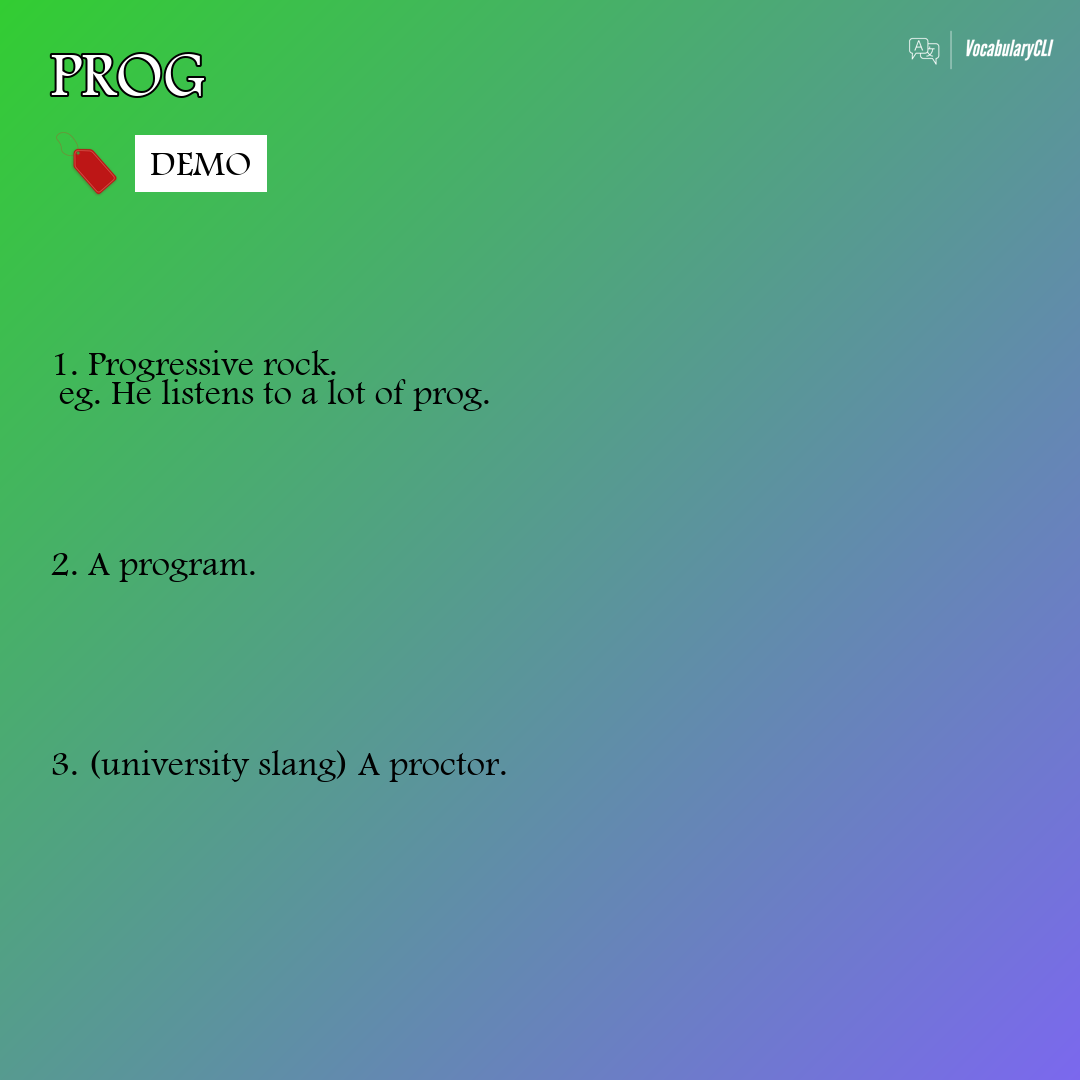 PROG
VocabularyCLI
DEMO
1. Progressive rock.
eg. He listens to a lot of prog.
2. A program.
3. (university slang) A proctor.